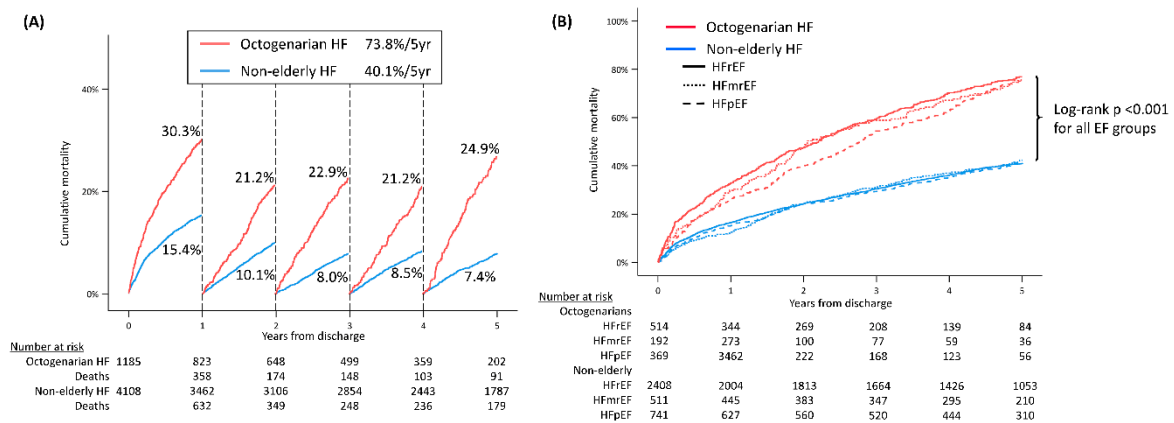 (A)
Octogenarian HF 73.8%/5yr
Non-elderly HF 40.1%/5yr
Cumulative mortality
40%
20%
0%
30.3%
15.4%
21.2%
10.1%
22.9%
8.0%
21.2%
8.5%
24.9%
7.4%
0 1 2 3 4 5
Years from discharge
Number at risk
Octogenarian HF 1185 823 648 499 359 202
Deaths 358 174 148 103 91
Non-elderly HF 4108 3462 3106 2854 2443 1787
Deaths 632 349 248 236 179
(B)
Octogenarian HF
Non-elderly HF
HFrEF
HFmrEF
HFpEF
Cumulative mortality
100%
80%
60%
40%
20%
0%
Log-rank p <0.001
for all EF groups
0 1 2 3 4 5
Years from discharge
Number at risk
Octogenarians
HFrEF 514 344 269 208 139 84
HFmrEF 192 273 100 77 59 36
HFpEF 369 3462 222 168 123 56
Non-elderly
HFrEF 2408 2004 1813 1664 1426 1053
HFmrEF 511 445 383 347 295 210
HFpEF 741 627 560 520 444 310